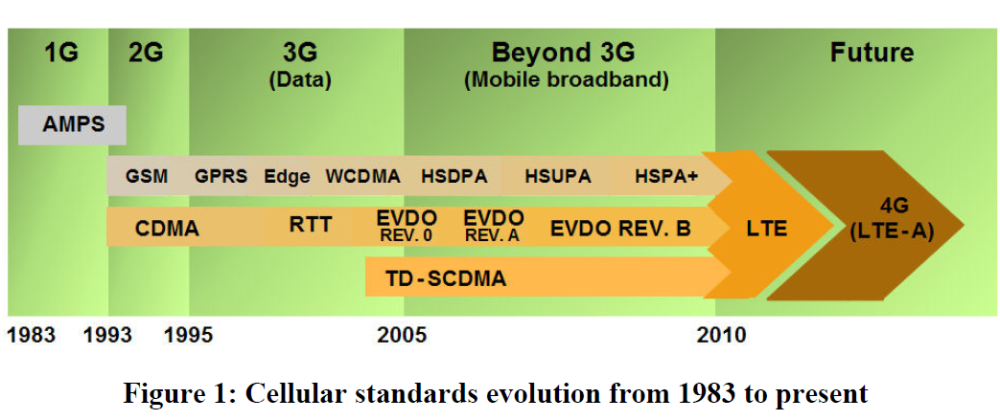 1G 2G 3G Beyond 3G Future
(Data) (Mobile broadband)
AMPS
GSM GPRS Edge WCDMA HSDPA HSUPA HSPA+
CDMA RTT EVDO REV. 0 EVDO REV. A EVDO REV. B LTE
4G
(LTE-A)
TD-SCDMA
1983 1993 1995 2005 2010
Figure 1: Cellular standards evolution from 1983 to present